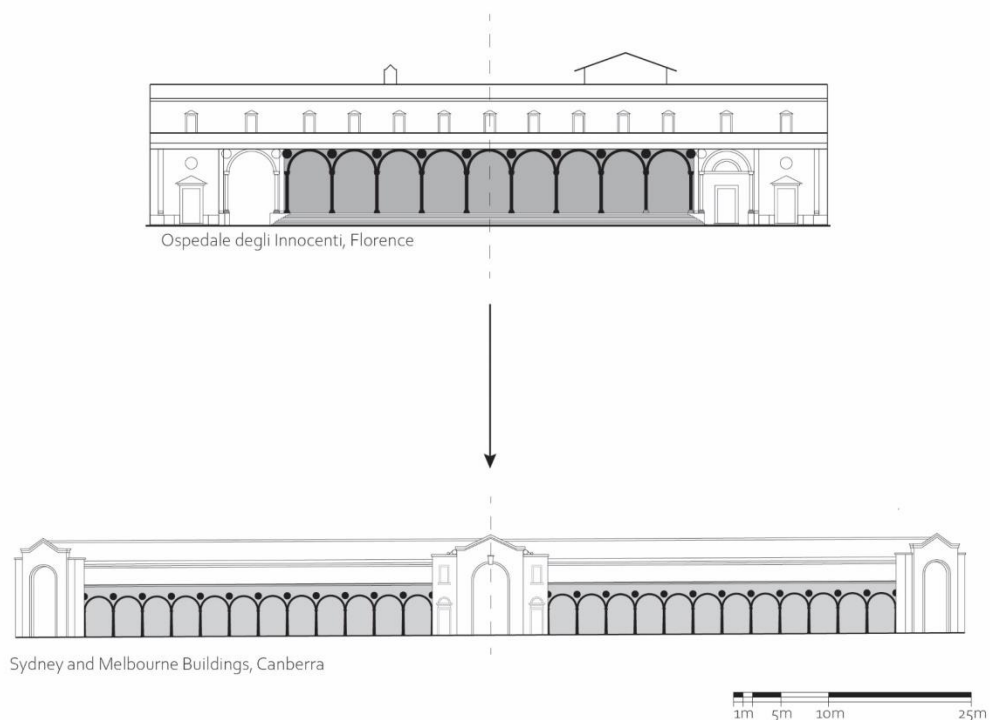 Ospedale degli Innocenti, Florence
Sydney and Melbourne Buildings, Canberra
1m 5m 10m 25m